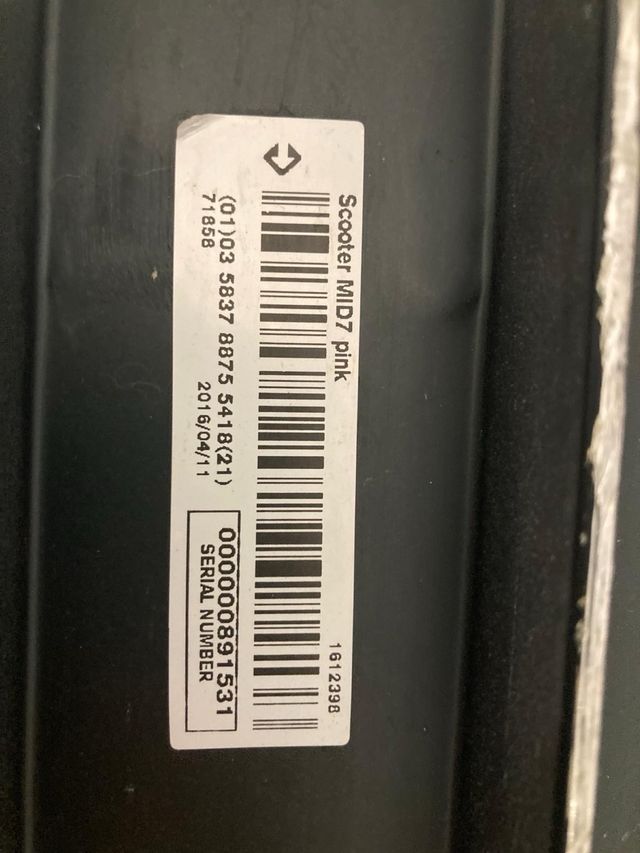 Scooter MID7 pink
1612398
(01)03 5837 8875 5418(21)
000000891531
71858
2016/04/11
SERIAL NUMBER